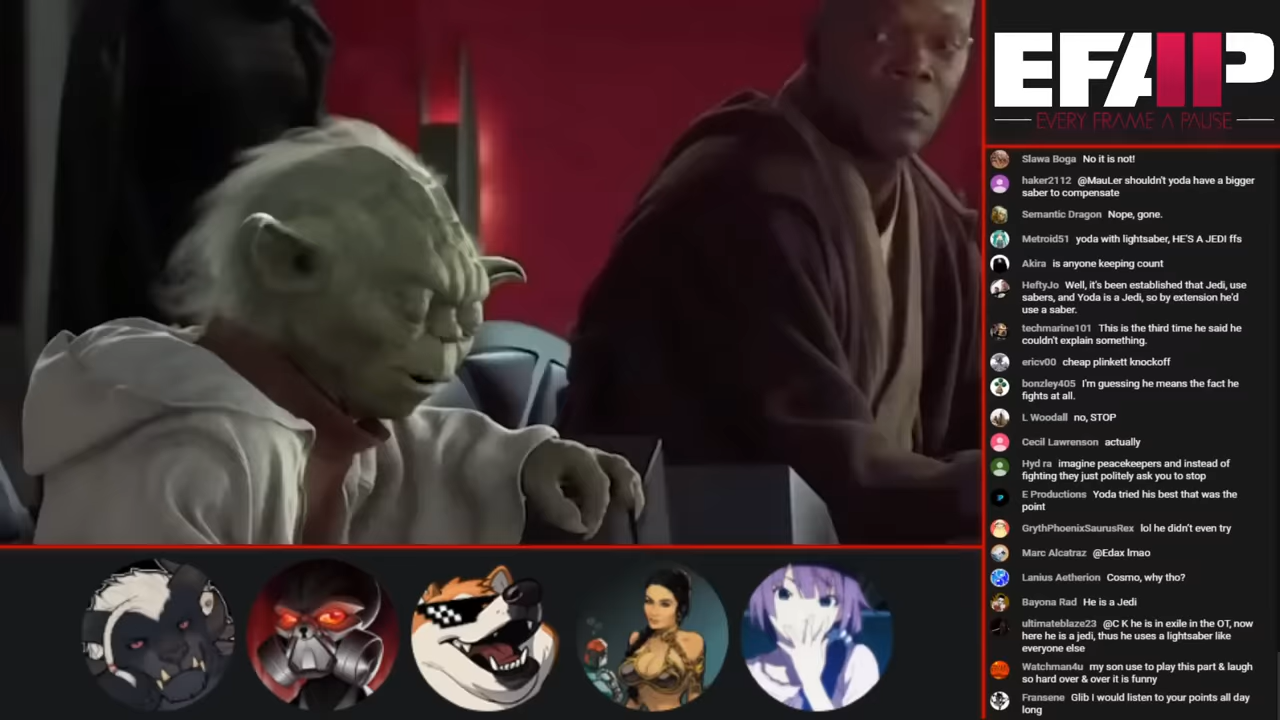 EFAP
EVERY FRAME A PAUSE
Slawa Boga No it is not!
haker2112 @MauLer shouldn't yoda have a bigger
saber to compensate
Semantic Dragon Nope, gone.
Metroid51 yoda with lightsaber, HE'S A JEDI ffs
Akira is anyone keeping count
HeftyJo Well, it's been established that Jedi, use
sabers, and Yoda is a Jedi, so by extension he'd
use a saber.
techmarine101 This is the third time he said he
couldn't explain something.
ericv00 cheap plinkett knockoff
bonzley405 I'm guessing he means the fact he
fights at all.
L Woodall no, STOP
Cecil Lawrenson actually
Hyd ra imagine peacekeepers and instead of
fighting they just politely ask you to stop
E Productions Yoda tried his best that was the
point
GrythPhoenixSaurusRex lol he didn't even try
Marc Alcatraz @Edax lmao
Lanius Aetherion Cosmo, why tho?
Bayona Rad He is a Jedi
ultimateblaze23 @C K he is in exile in the OT, now
here he is a jedi, thus he uses a lightsaber like
everyone else
Watchman4u my son use to play this part & laugh
so hard over & over it is funny
Fransene Glib I would listen to your points all day
long